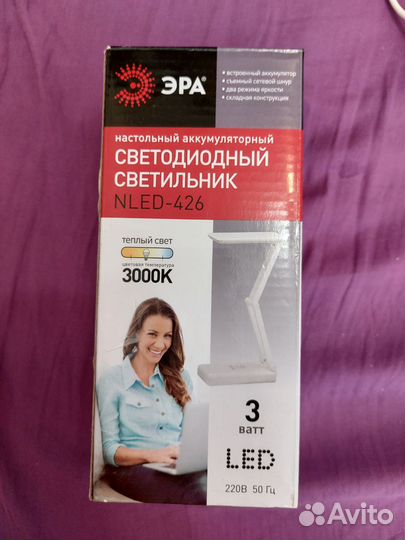 ЭРА®
• встроенный аккумулятор
• съемный сетевой шнур
• два режима яркости
• складная конструкция
настольный аккумуляторный
СВЕТОДИОДНЫЙ
СВЕТИЛЬНИК
NLED-426
теплый свет
цветовая температура
3000K
3
ватт
LED
220В 50 Гц
Avito